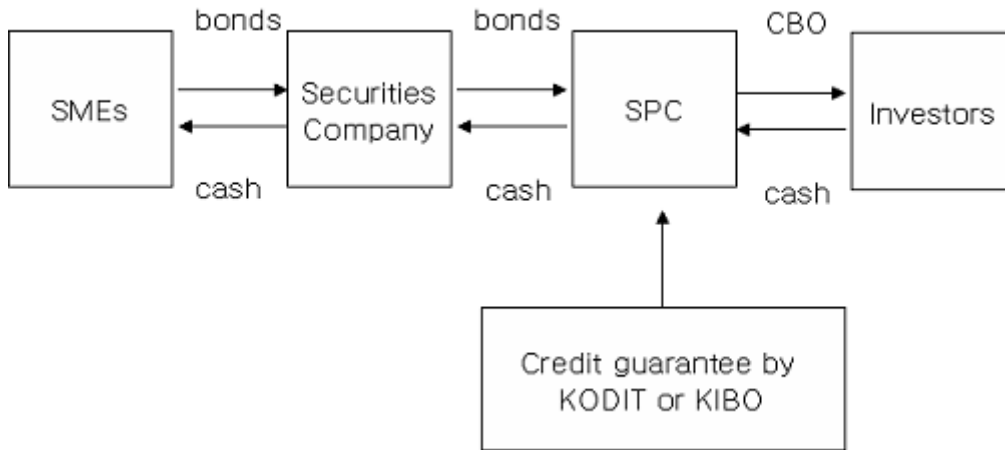 bonds
bonds
CBO
SMEs
Securities
Company
SPC
Investors
cash
cash
cash
Credit guarantee by
KODIT or KIBO